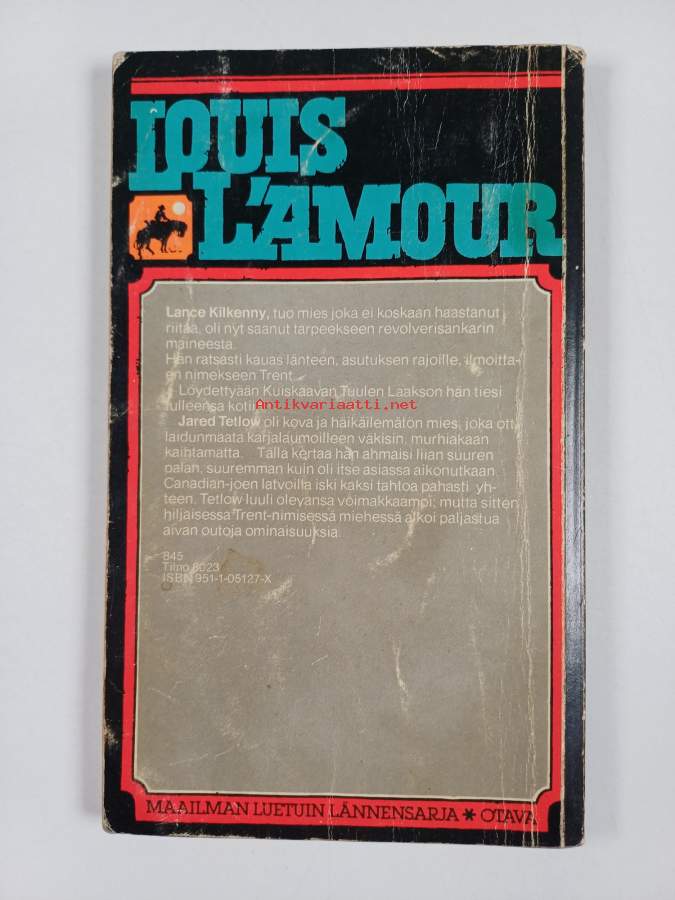 LOUIS
L'AMOUR
Lance Kilkenny, tuo mies joka ei koskaan haastanut
riitaa, oli nyt saanut tarpeekseen revolverisankarin
maineesta.
Hän ratsasti kauas länteen, asutuksen rajoille, ilmoitta-
en nimekseen Trent.
Löydettyään Kuiskaavan Tuulen Laakson hän tiesi
tulleensa kotiin
Antikvariaatti.net
Jared Tetlow oli kova ja häikäilemätön mies, joka otti
laidunmaata karjalaumoilleen väkisin, murhiakaan
kaihtamatta. Tällä kertaa hän ahmaisi liian suuren
palan, suuremman kuin oli itse asiassa aikonutkaan.
Canadian-joen latvoilla iski kaksi tahtoa pahasti yh-
teen. Tetlow luuli olevansa voimakkaampi, mutta sitten
hiljaisessa Trent-nimisessä miehessä alkoi paljastua
aivan outoja ominaisuuksia.
845
Tilno 8023
ISBN 951-1-05127-X
MAAILMAN LUETUIN LÄNNENSARJA * OTAVA